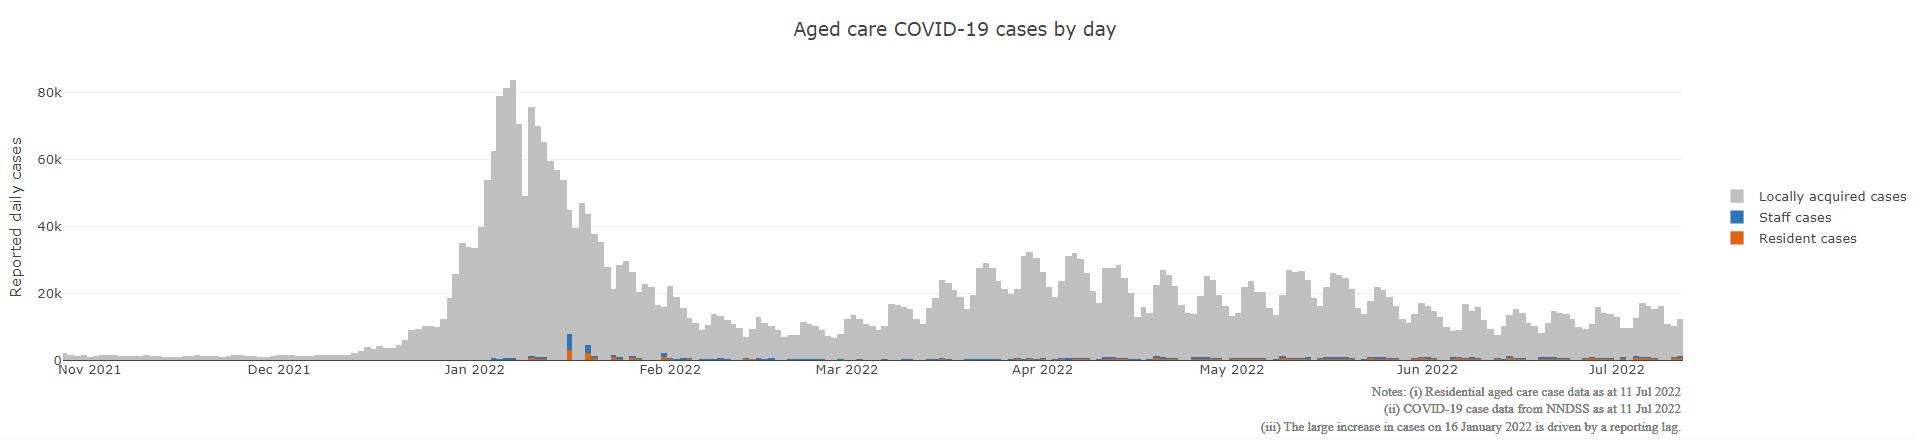 Aged care COVID-19 cases by day
Reported daily cases
80k
60k
40k
20k
0
Nov 2021 Dec 2021 Jan 2022 Feb 2022 Mar 2022 Apr 2022 May 2022 Jun 2022 Jul 2022
Locally acquired cases
Staff cases
Resident cases
Notes: (i) Residential aged care case data as at 11 Jul 2022
(ii) COVID-19 case data from NNDSS as at 11 Jul 2022
(iii) The large increase in cases on 16 January 2022 is driven by a reporting lag.